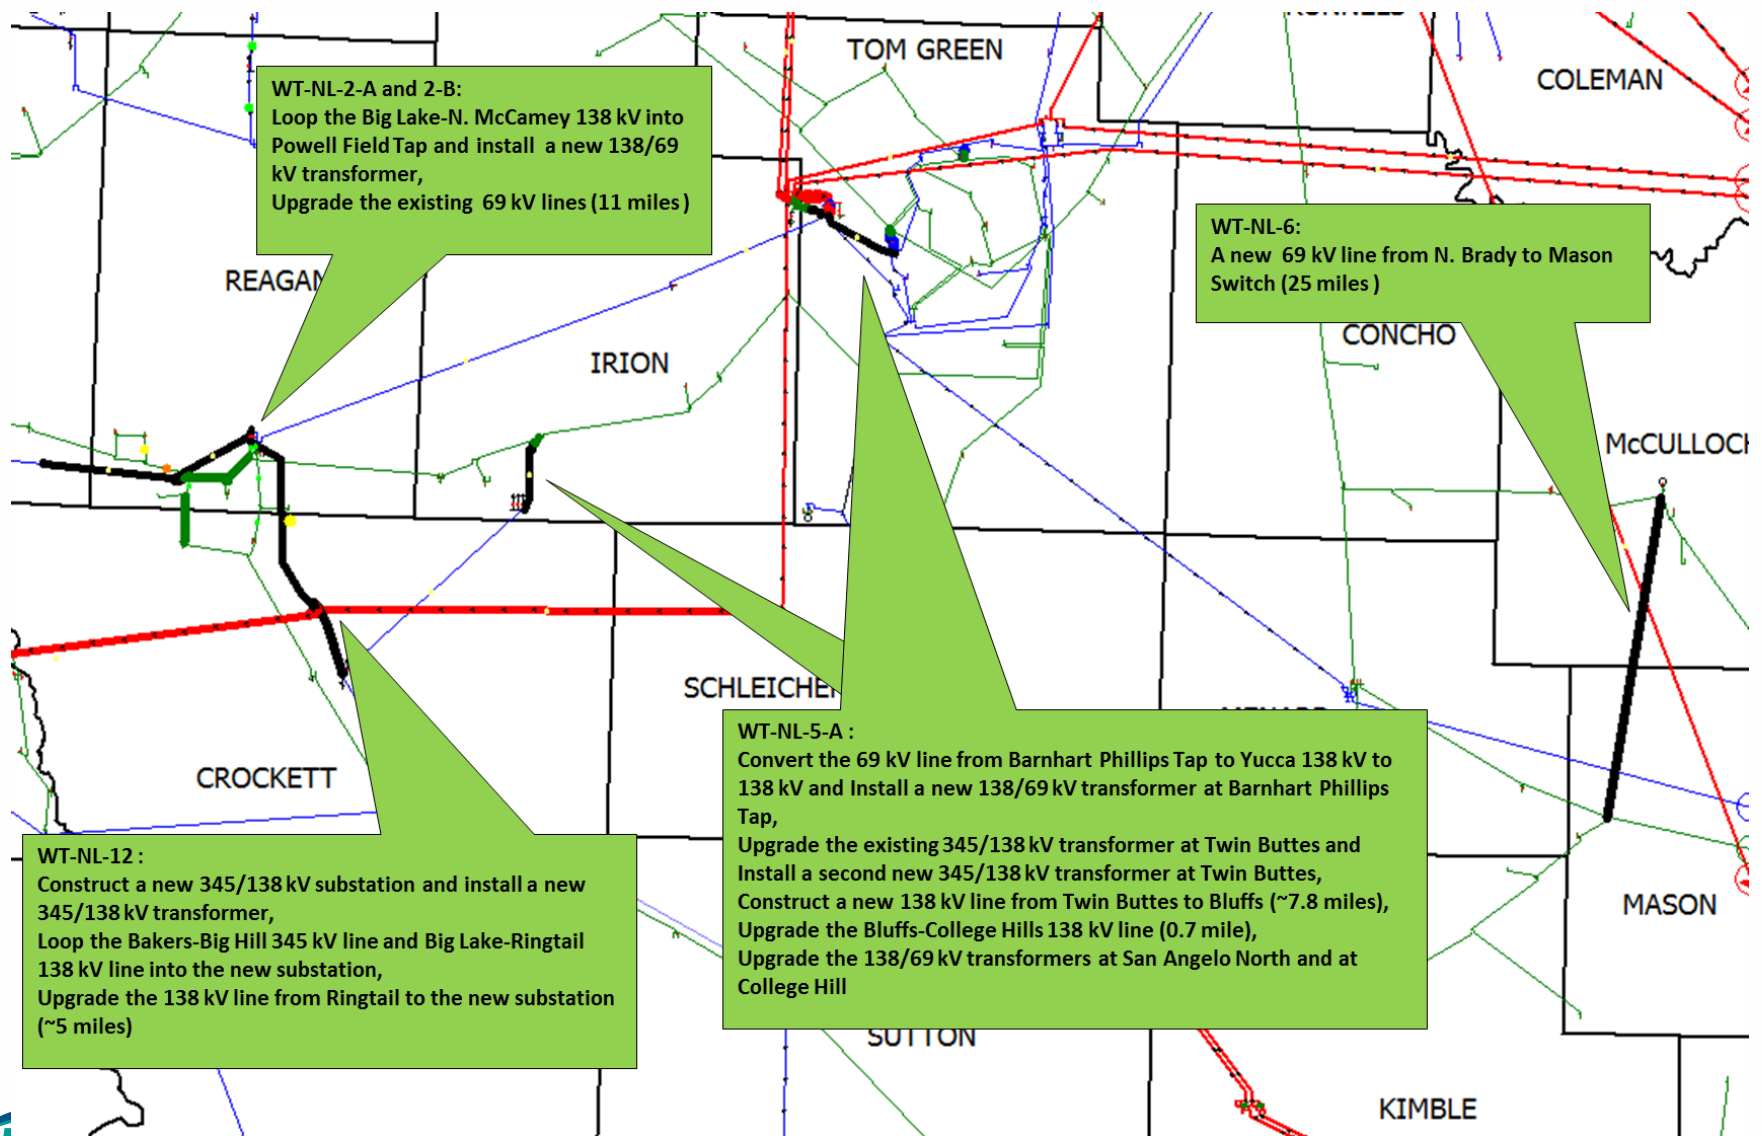 TOM GREEN
COLEMAN
WT-NL-2-A and 2-B:
Loop the Big Lake-N. McCamey 138 kV into
Powell Field Tap and install a new 138/69
kV transformer,
Upgrade the existing 69 kV lines (11 miles )
WT-NL-6:
A new 69 kV line from N. Brady to Mason
Switch (25 miles )
REAGAN
IRION
CONCHO
McCULLOCH
SCHLEICHER
CROCKETT
WT-NL-5-A :
Convert the 69 kV line from Barnhart Phillips Tap to Yucca 138 kV to
138 kV and Install a new 138/69 kV transformer at Barnhart Phillips
Tap,
Upgrade the existing 345/138 kV transformer at Twin Buttes and
Install a second new 345/138 kV transformer at Twin Buttes,
Construct a new 138 kV line from Twin Buttes to Bluffs (~7.8 miles),
Upgrade the Bluffs-College Hills 138 kV line (0.7 mile),
Upgrade the 138/69 kV transformers at San Angelo North and at
College Hill
WT-NL-12 :
Construct a new 345/138 kV substation and install a new
345/138 kV transformer,
Loop the Bakers-Big Hill 345 kV line and Big Lake-Ringtail
138 kV line into the new substation,
Upgrade the 138 kV line from Ringtail to the new substation
(~5 miles)
MASON
SUTTON
KIMBLE